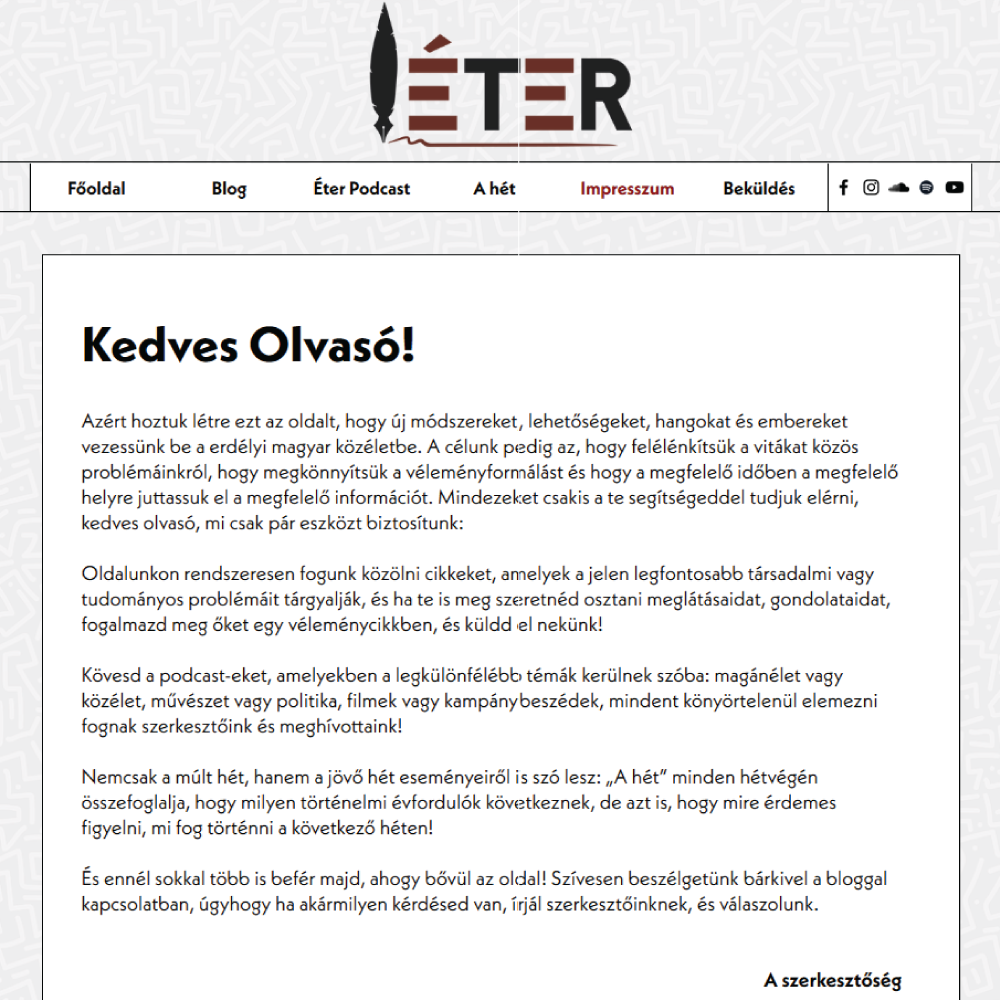 ÉTER
Főoldal Blog Éter Podcast A hét Impresszum Beküldés
Kedves Olvasó!
Azért hoztuk létre ezt az oldalt, hogy új módszereket, lehetőségeket, hangokat és embereket
vezessünk be a erdélyi magyar közéletbe. A célunk pedig az, hogy felélénkítsük a vitákat közös
problémáinkról, hogy megkönnyítsük a véleményformálást és hogy a megfelelő időben a megfelelő
helyre juttassuk el a megfelelő információt. Mindezeket csakis a te segítségeddel tudjuk elérni,
kedves olvasó, mi csak pár eszközt biztosítunk:
Oldalunkon rendszeresen fogunk közölni cikkeket, amelyek a jelen legfontosabb társadalmi vagy
tudományos problémáit tárgyalják, és ha te is meg szeretnéd osztani meglátásaidat, gondolataidat,
fogalmazd meg őket egy véleménycikkben, és küldd el nekünk!
Kövesd a podcast-eket, amelyekben a legkülönfélébb témák kerülnek szóba: magánélet vagy
közélet, művészet vagy politika, filmek vagy kampánybeszédek, mindent könyörtelenül elemezni
fognak szerkesztőink és meghívottaink!
Nemcsak a múlt hét, hanem a jövő hét eseményeiről is szó lesz: „A hét” minden hétvégén
összefoglalja, hogy milyen történelmi évfordulók következnek, de azt is, hogy mire érdemes
figyelni, mi fog történni a következő héten!
És ennél sokkal több is befér majd, ahogy bővül az oldal! Szívesen beszélgetünk bárkivel a bloggal
kapcsolatban, úgyhogy ha akármilyen kérdésed van, írjál szerkesztőinknek, és válaszolunk.
A szerkesztőség